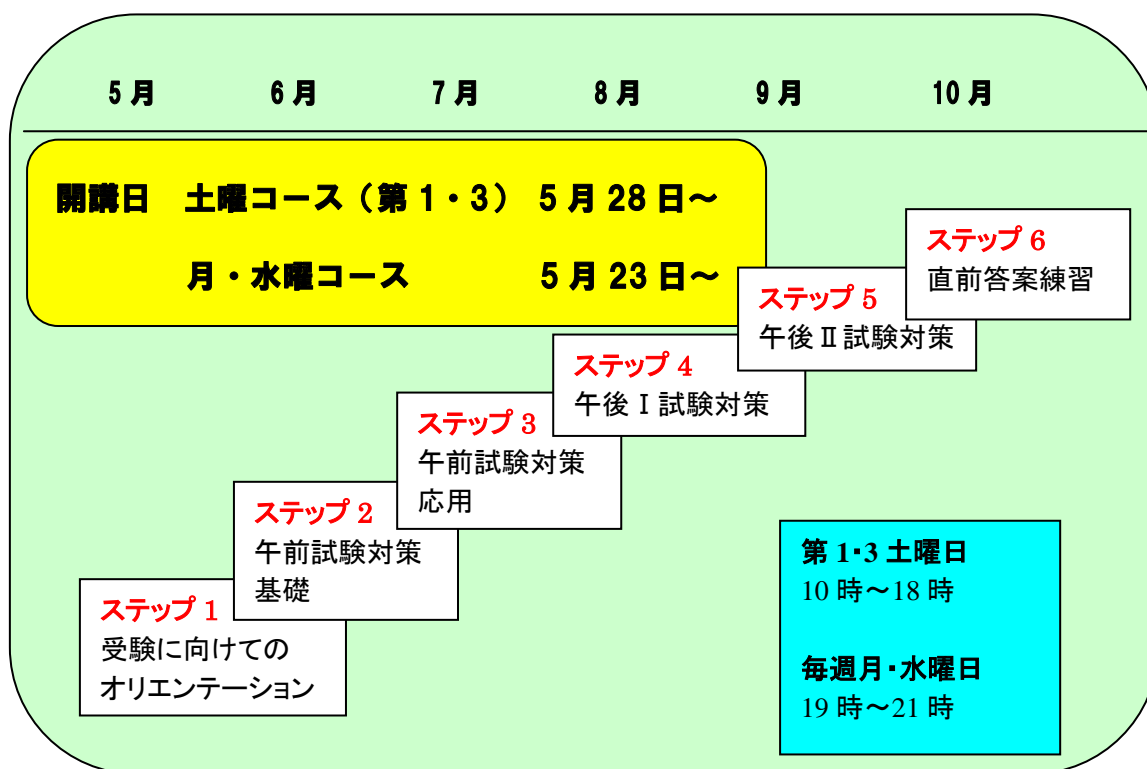 5月 6月 7月 8月 9月 10月
開講日 土曜コース（第1・3） 5月28日～
月・水曜コース 5月23日～
ステップ6
直前答案練習
ステップ5
午後Ⅱ試験対策
ステップ4
午後Ⅰ試験対策
ステップ3
午前試験対策
応用
ステップ2
午前試験対策
基礎
ステップ1
受験に向けての
オリエンテーション
第1・3土曜日
10時～18時
毎週月・水曜日
19時～21時